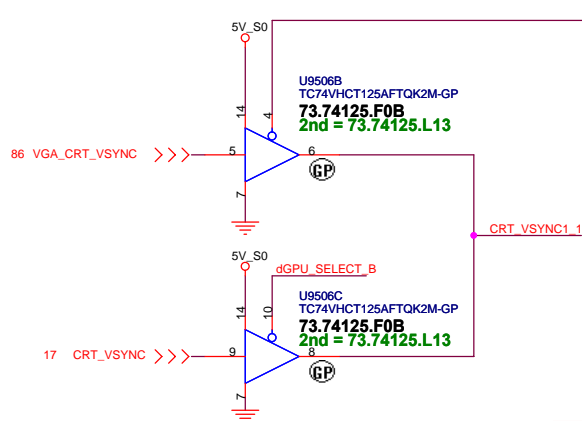 5V_S0
U9506B
TC74VHCT125AFTQK2M-GP
14
4
73.74125.F0B
2nd = 73.74125.L13
86 VGA_CRT_VSYNC
5
6
GP
7
CRT_VSYNC1_1
5V_S0
dGPU_SELECT_B
U9506C
TC74VHCT125AFTQK2M-GP
14
10
73.74125.F0B
2nd = 73.74125.L13
17 CRT_VSYNC
9
8
GP
7